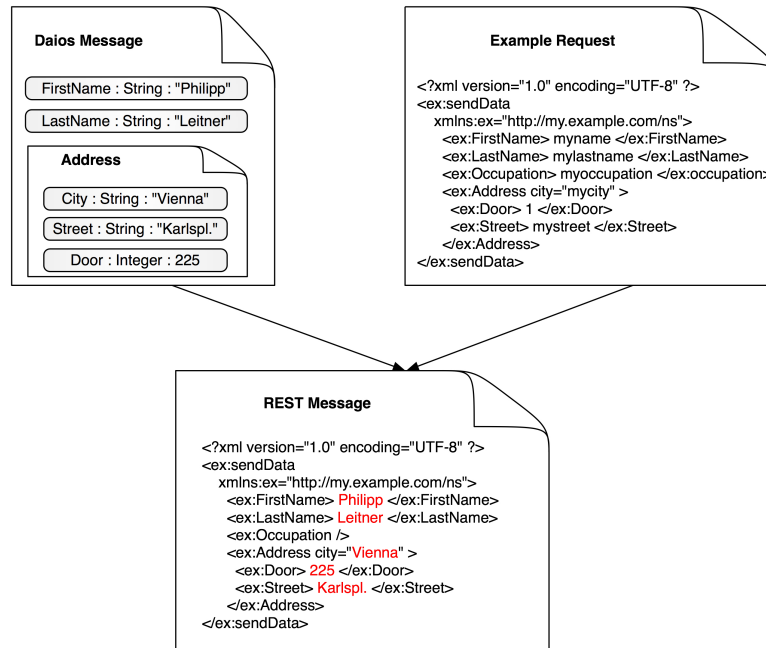 Daios Message
FirstName : String : "Philipp"
LastName : String : "Leitner"
Address
City : String : "Vienna"
Street : String : "Karlspl."
Door : Integer : 225
Example Request
<?xml version="1.0" encoding="UTF-8" ?>
<ex:sendData
xmlns:ex="http://my.example.com/ns">
<ex:FirstName> myname </ex:FirstName>
<ex:LastName> mylastname </ex:LastName>
<ex:Occupation> myoccupation </ex:occupation>
<ex:Address city="mycity" >
<ex:Door> 1 </ex:Door>
<ex:Street> mystreet </ex:Street>
</ex:Address>
</ex:sendData>
REST Message
<?xml version="1.0" encoding="UTF-8" ?>
<ex:sendData
xmlns:ex="http://my.example.com/ns">
<ex:FirstName> Philipp </ex:FirstName>
<ex:LastName> Leitner </ex:LastName>
<ex:Occupation />
<ex:Address city="Vienna" >
<ex:Door> 225 </ex:Door>
<ex:Street> Karlspl. </ex:Street>
</ex:Address>
</ex:sendData>